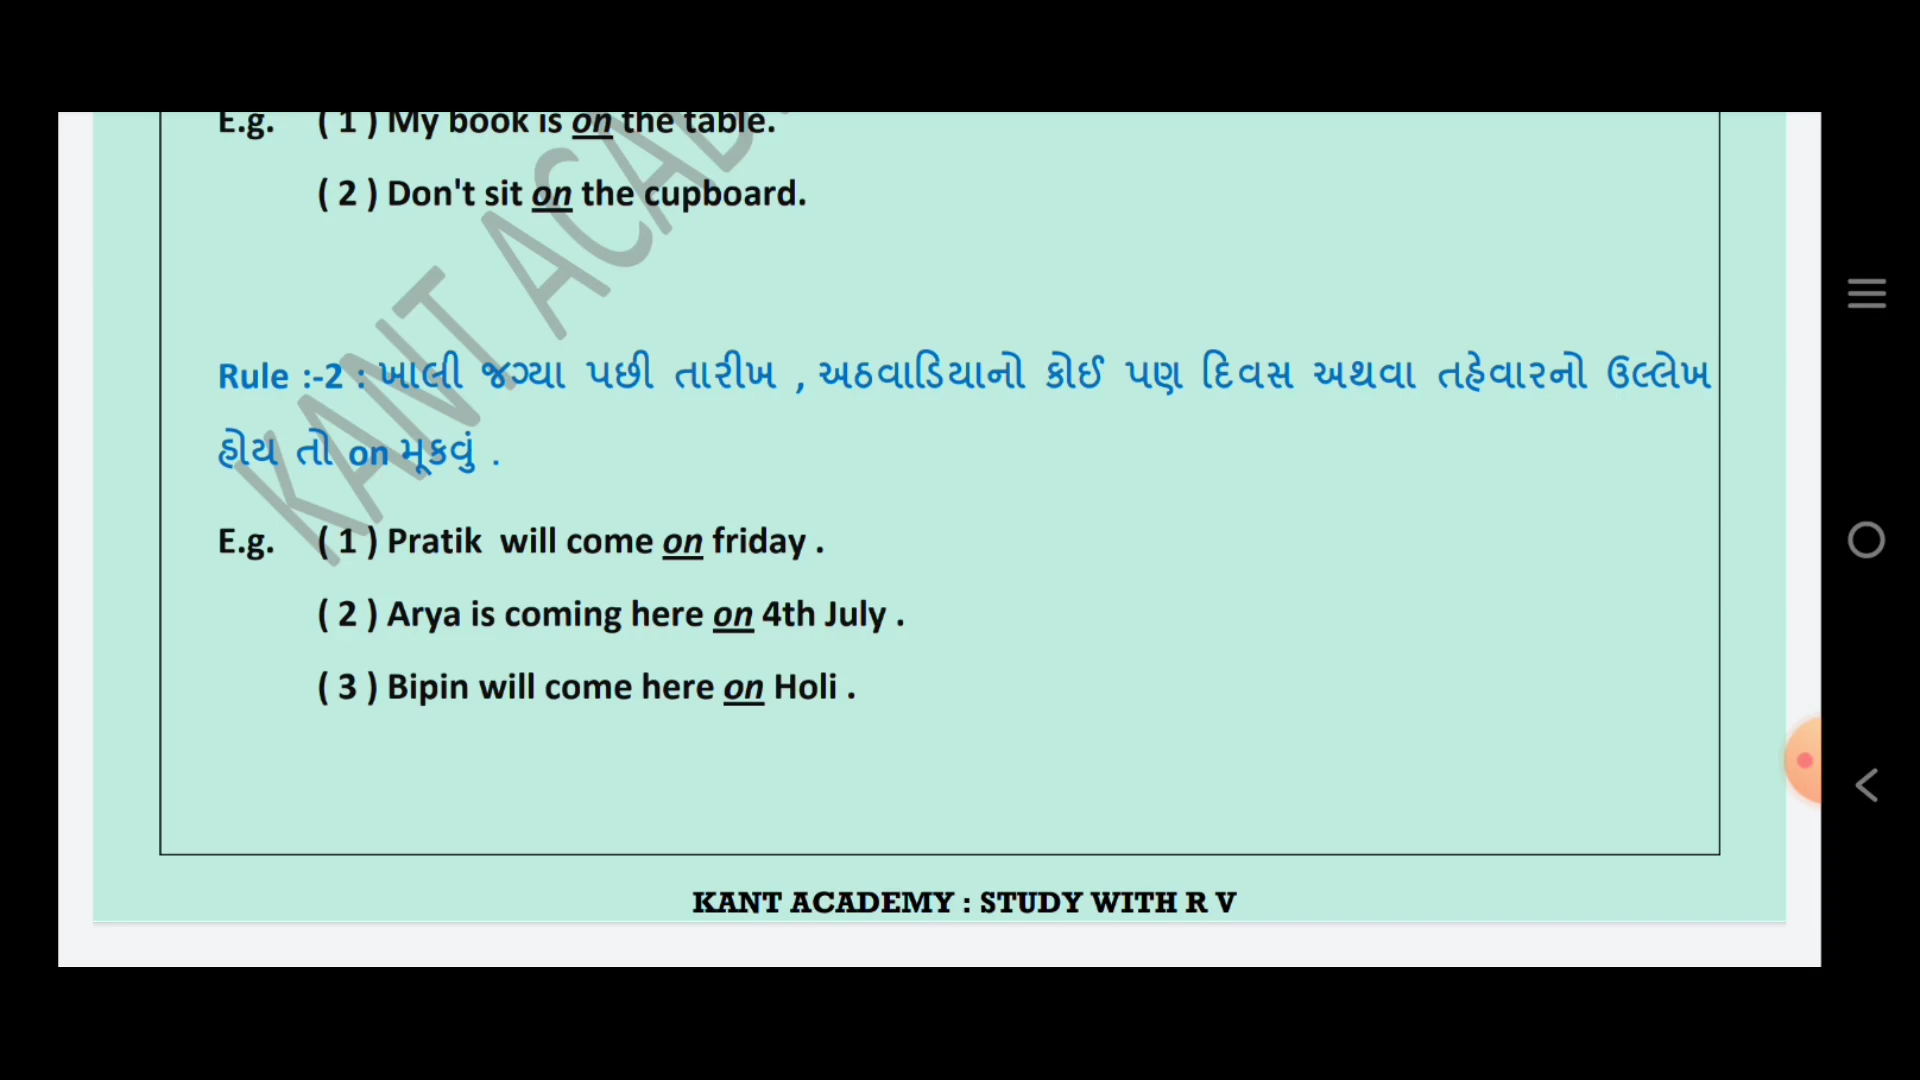 E.g. ( 1 ) My book is on the table.
( 2 ) Don't sit on the cupboard.
Rule :-2 : ખાલી જગ્યા પછી તારીખ , અઠવાડિયાનો કોઈ પણ દિવસ અથવા તહેવારનો ઉલ્લેખ
હોય તો on મૂકવું .
E.g. ( 1 ) Pratik will come on friday .
( 2 ) Arya is coming here on 4th July .
( 3 ) Bipin will come here on Holi .
KANT ACADEMY : STUDY WITH R V